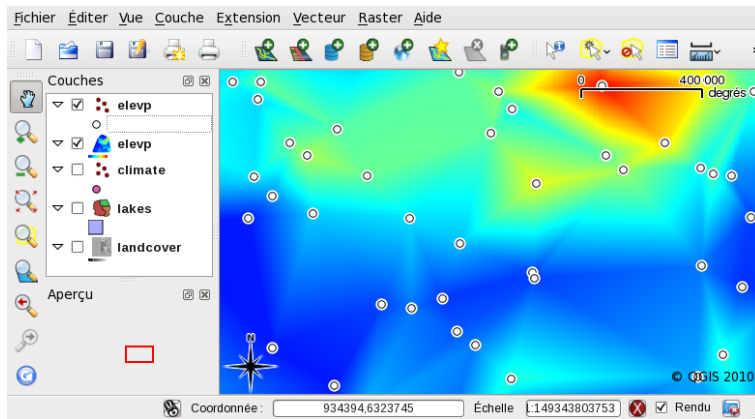 Fichier Éditer Vue Couche Extension Vecteur Raster Aide
Couches
elevp
elevp
climate
lakes
landcover
Aperçu
0 400 000
degrés
N
© QGIS 2010
Coordonnée : 934394,6323745 Échelle 1:149343803753 Rendu